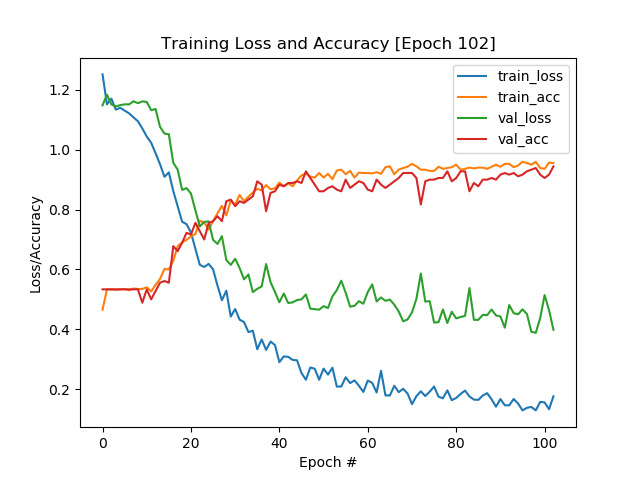 Training Loss and Accuracy [Epoch 102]
train_loss
train_acc
val_loss
val_acc
Loss/Accuracy
1.2
1.0
0.8
0.6
0.4
0.2
0 20 40 60 80 100
Epoch #